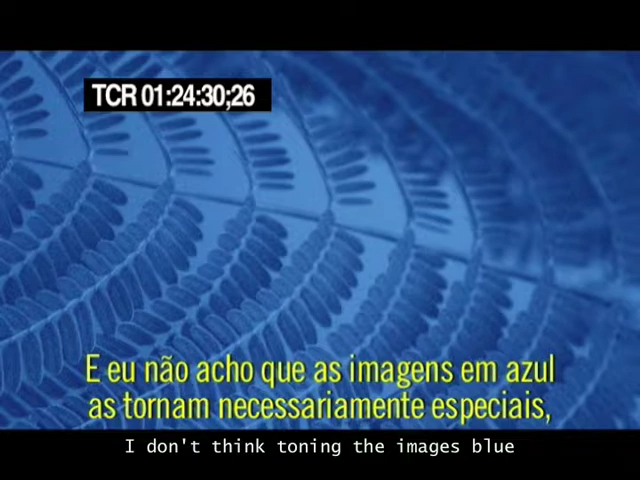 TCR 01:24:30;26
E eu não acho que as imagens em azul
as tornam necessariamente especiais,
I don't think toning the images blue